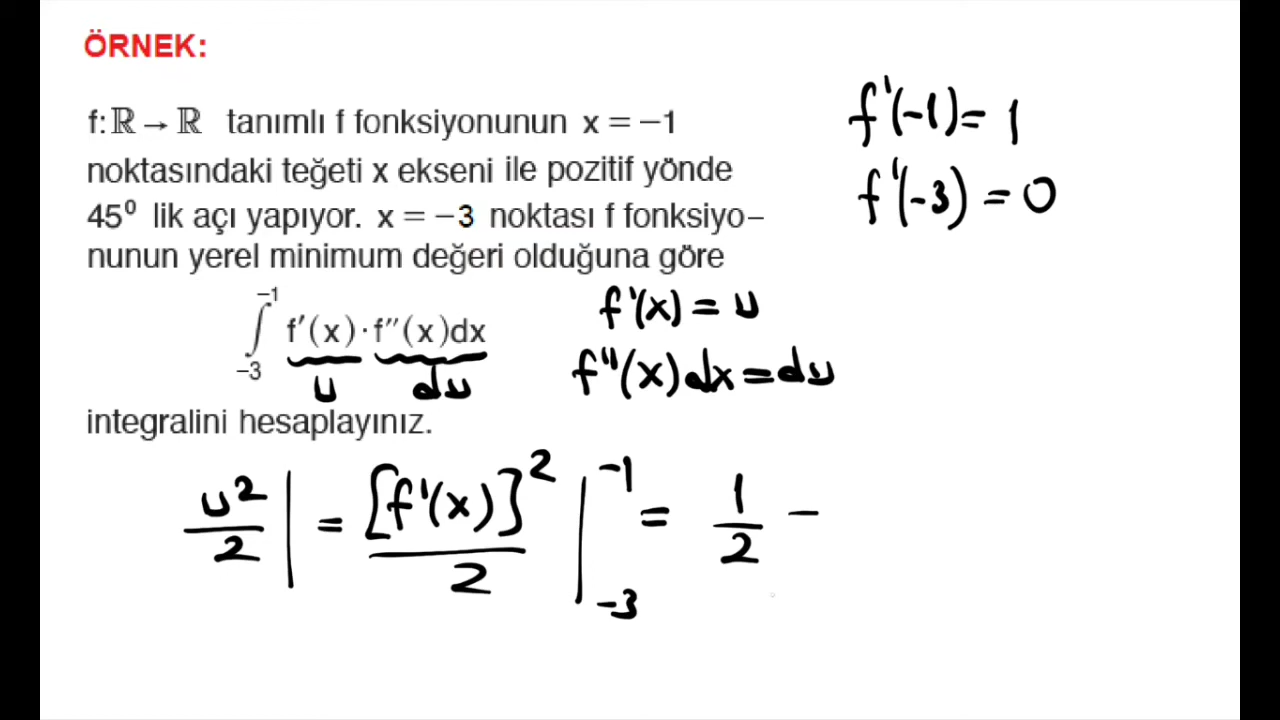 ÖRNEK:
f: ℝ → ℝ tanımlı f fonksiyonunun x = −1
noktasındaki teğeti x ekseni ile pozitif yönde
45⁰ lik açı yapıyor. x = −3 noktası f fonksiyo−
nunun yerel minimum değeri olduğuna göre
∫₋₃⁻¹ f′(x) · f″(x)dx
u du
integralini hesaplayınız.
f'(-1) = 1
f'(-3) = 0
f'(x) = u
f''(x)dx = du
u²/2 | = [f'(x)]²/2 |₋₃⁻¹ = 1/2 −